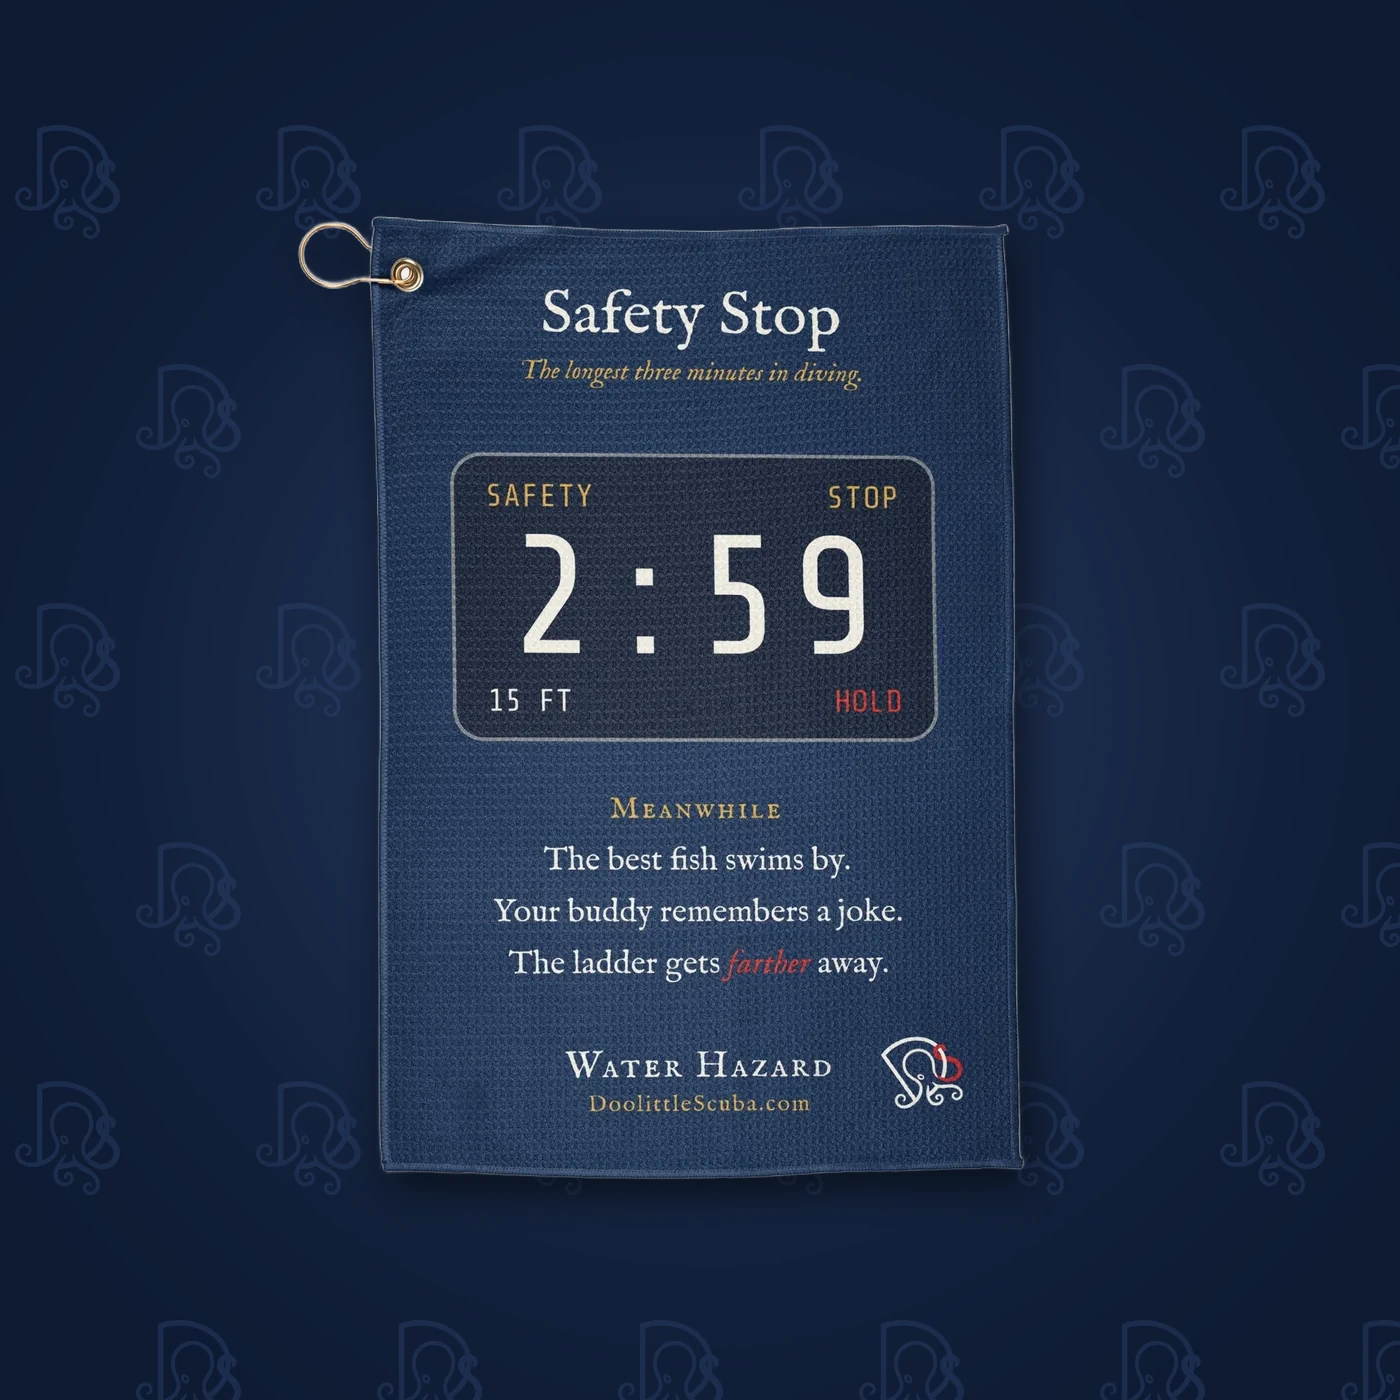 Safety Stop
The longest three minutes in diving.
SAFETY STOP
2:59
15 FT HOLD
MEANWHILE
The best fish swims by.
Your buddy remembers a joke.
The ladder gets farther away.
WATER HAZARD
DoolittleScuba.com